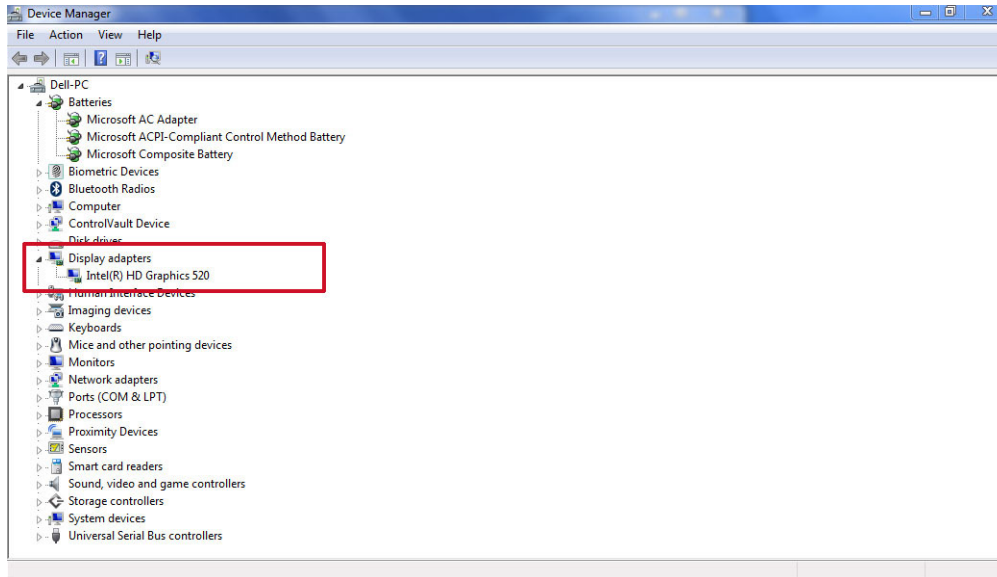 Device Manager
File Action View Help
Dell-PC
Batteries
Microsoft AC Adapter
Microsoft ACPI-Compliant Control Method Battery
Microsoft Composite Battery
Biometric Devices
Bluetooth Radios
Computer
ControlVault Device
Disk drives
Display adapters
Intel(R) HD Graphics 520
Human Interface Devices
Imaging devices
Keyboards
Mice and other pointing devices
Monitors
Network adapters
Ports (COM & LPT)
Processors
Proximity Devices
Sensors
Smart card readers
Sound, video and game controllers
Storage controllers
System devices
Universal Serial Bus controllers